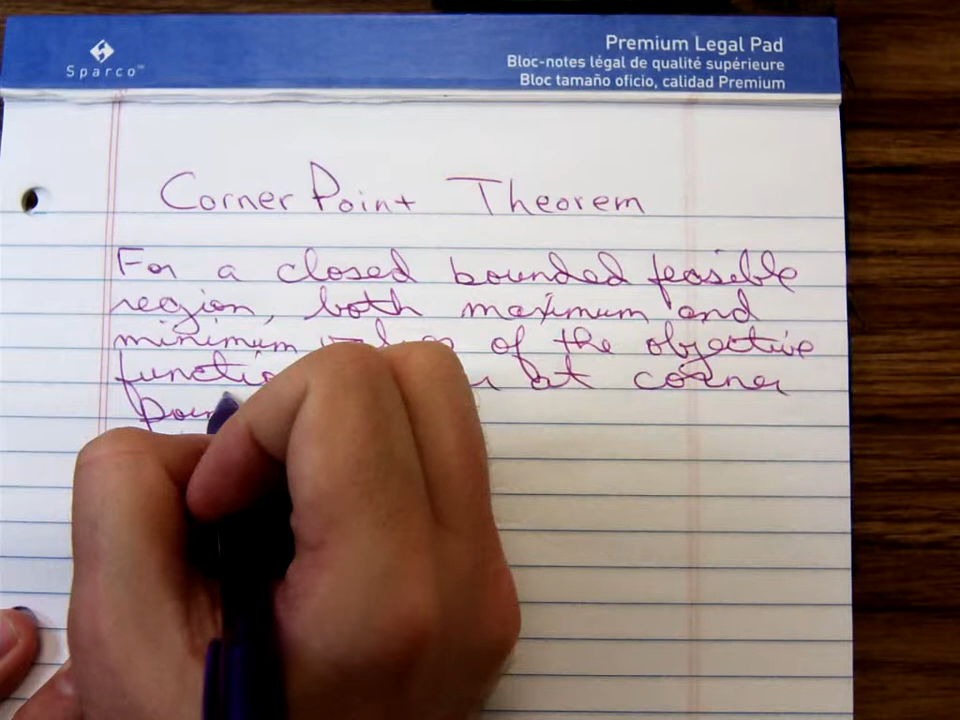 Sparco™
Premium Legal Pad
Bloc-notes légal de qualité supérieure
Bloc tamaño oficio, calidad Premium
Corner Point Theorem
For a closed bounded feasible
region, both maximum and
minimum of the objective
at corner